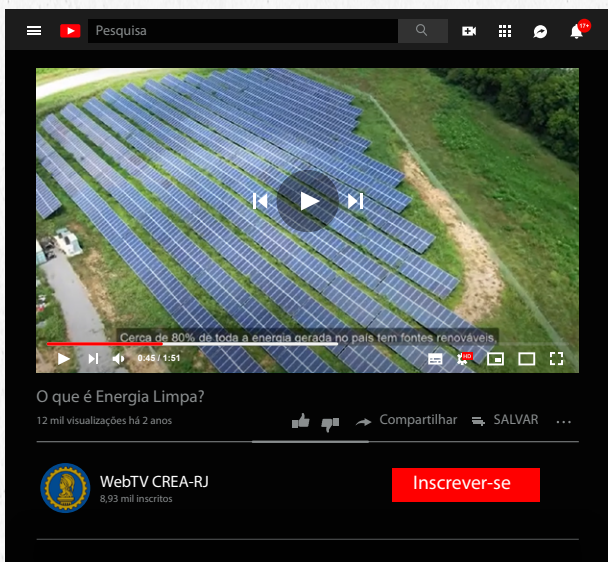 Pesquisa
17+
Cerca de 80% de toda a energia gerada no país tem fontes renováveis,
0:45 / 1:51
HD
O que é Energia Limpa?
12 mil visualizações há 2 anos
Compartilhar
SALVAR
WebTV CREA-RJ
8,93 mil inscritos
Inscrever-se